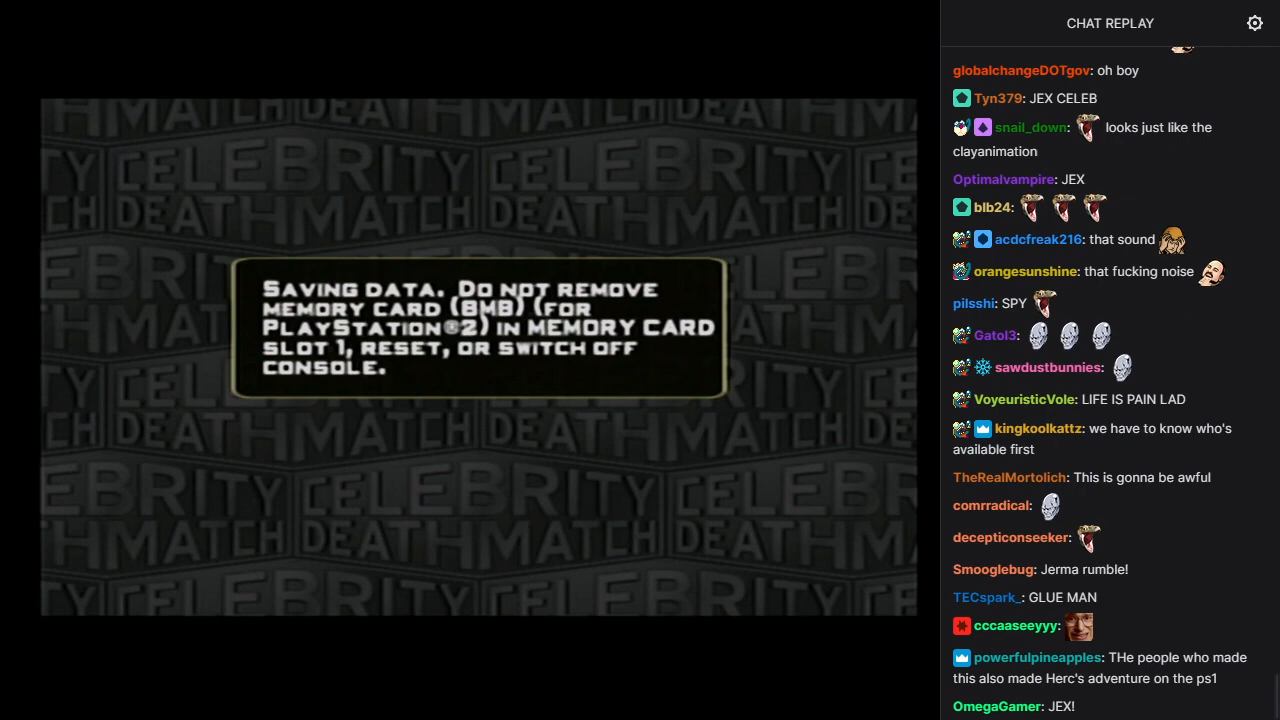 CELEBRITY DEATHMATCH
SAVING DATA. DO NOT REMOVE
MEMORY CARD (8MB) (FOR
PLAYSTATION®2) IN MEMORY CARD
SLOT 1, RESET, OR SWITCH OFF
CONSOLE.
CHAT REPLAY
globalchangeDOTgov: oh boy
Tyn379: JEX CELEB
snail_down: looks just like the
clayanimation
Optimalvampire: JEX
blb24:
acdcfreak216: that sound
orangesunshine: that fucking noise
pilsshi: SPY
Gatol3:
sawdustbunnies:
VoyeuristicVole: LIFE IS PAIN LAD
kingkoolkattz: we have to know who's
available first
TheRealMortolich: This is gonna be awful
comrradical:
decepticonseeker:
Smooglebug: Jerma rumble!
TECspark_: GLUE MAN
cccaaseeyyy:
powerfulpineapples: THe people who made
this also made Herc's adventure on the ps1
OmegaGamer: JEX!